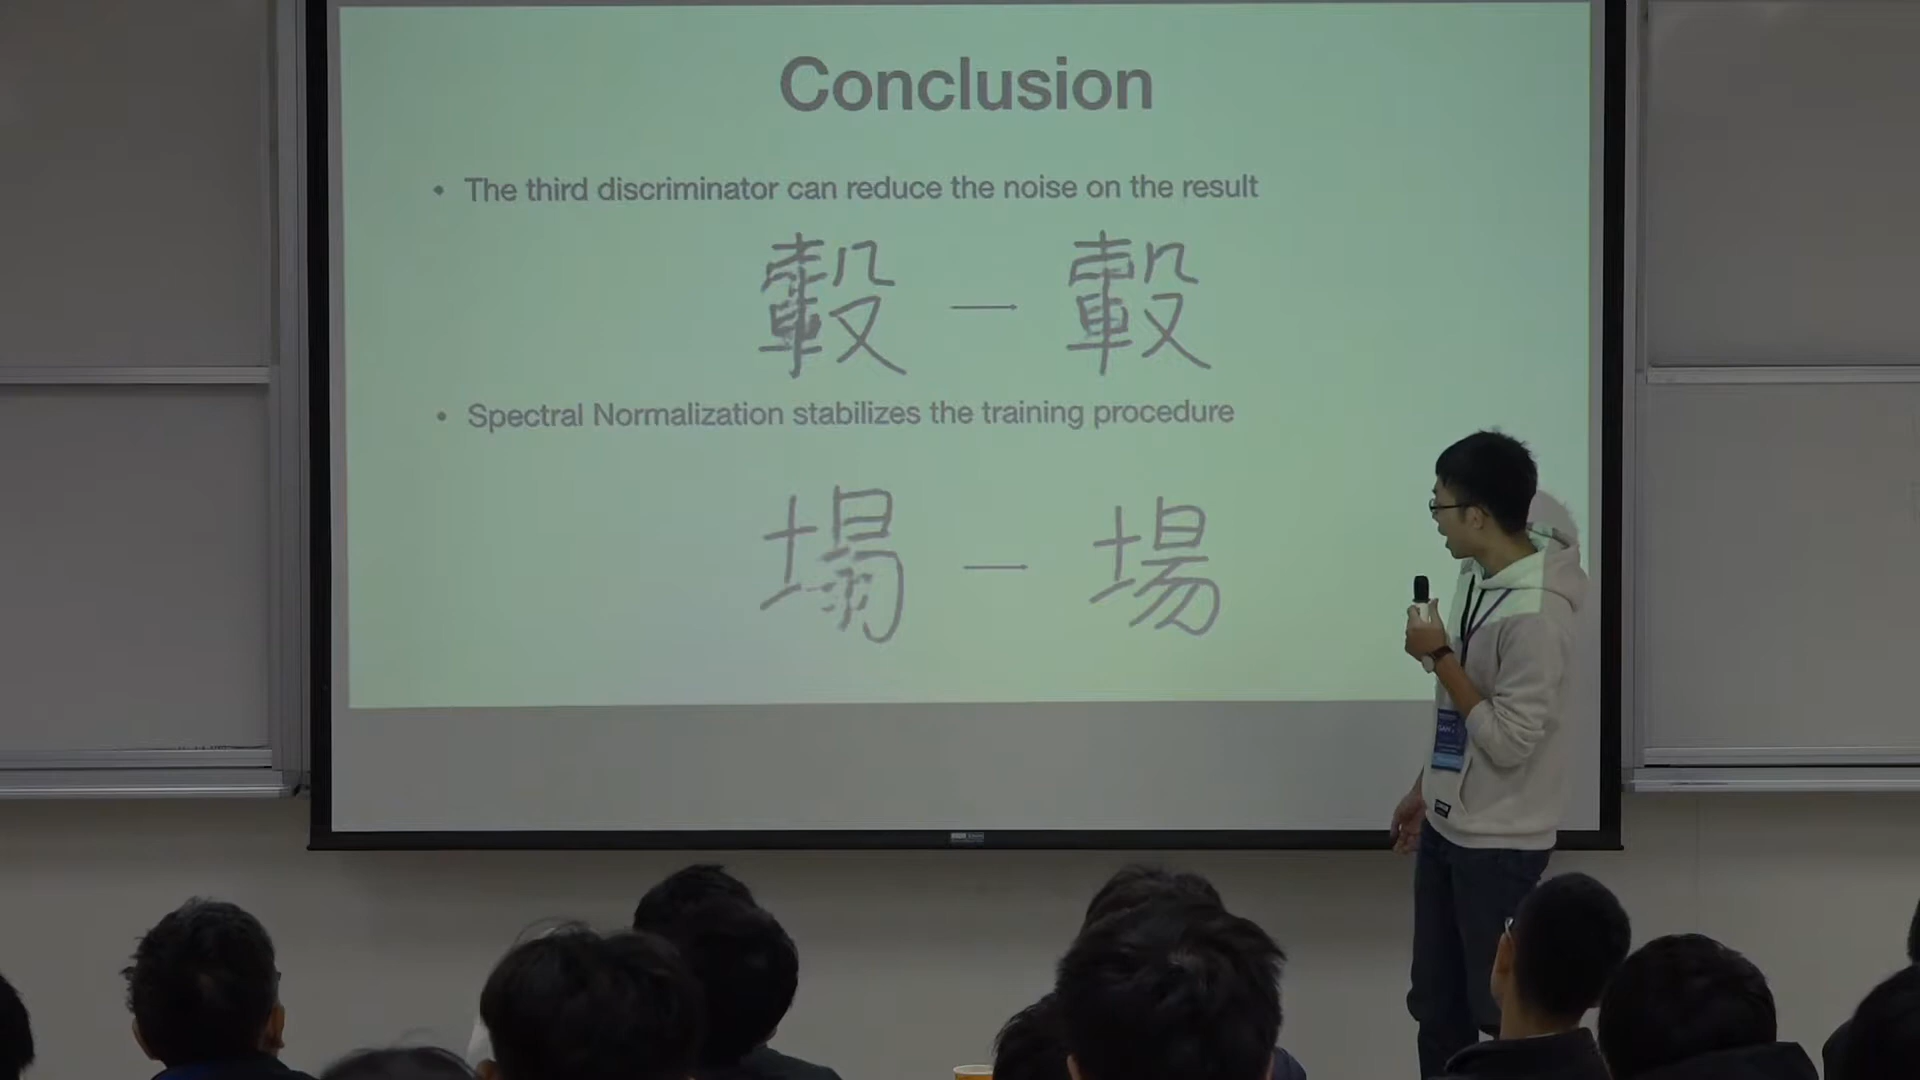 Conclusion
• The third discriminator can reduce the noise on the result
轂 — 轂
• Spectral Normalization stabilizes the training procedure
塌 — 場